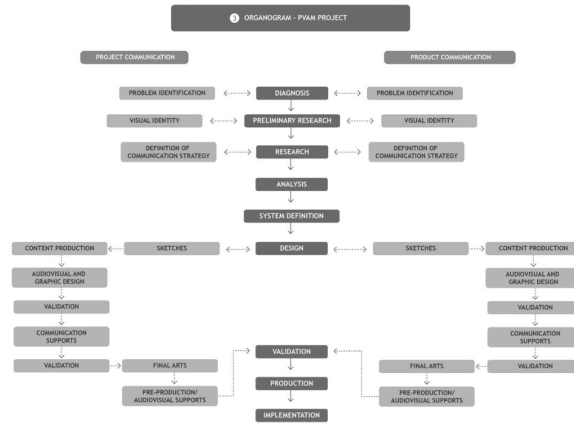 3 ORGANOGRAM - PVAM PROJECT
PROJECT COMMUNICATION
PRODUCT COMMUNICATION
PROBLEM IDENTIFICATION
DIAGNOSIS
PROBLEM IDENTIFICATION
VISUAL IDENTITY
PRELIMINARY RESEARCH
VISUAL IDENTITY
DEFINITION OF
COMMUNICATION STRATEGY
RESEARCH
DEFINITION OF
COMMUNICATION STRATEGY
ANALYSIS
SYSTEM DEFINITION
CONTENT PRODUCTION
SKETCHES
DESIGN
SKETCHES
CONTENT PRODUCTION
AUDIOVISUAL AND
GRAPHIC DESIGN
AUDIOVISUAL AND
GRAPHIC DESIGN
VALIDATION
VALIDATION
COMMUNICATION
SUPPORTS
COMMUNICATION
SUPPORTS
VALIDATION
FINAL ARTS
VALIDATION
FINAL ARTS
VALIDATION
PRE-PRODUCTION/
AUDIOVISUAL SUPPORTS
PRODUCTION
PRE-PRODUCTION/
AUDIOVISUAL SUPPORTS
IMPLEMENTATION